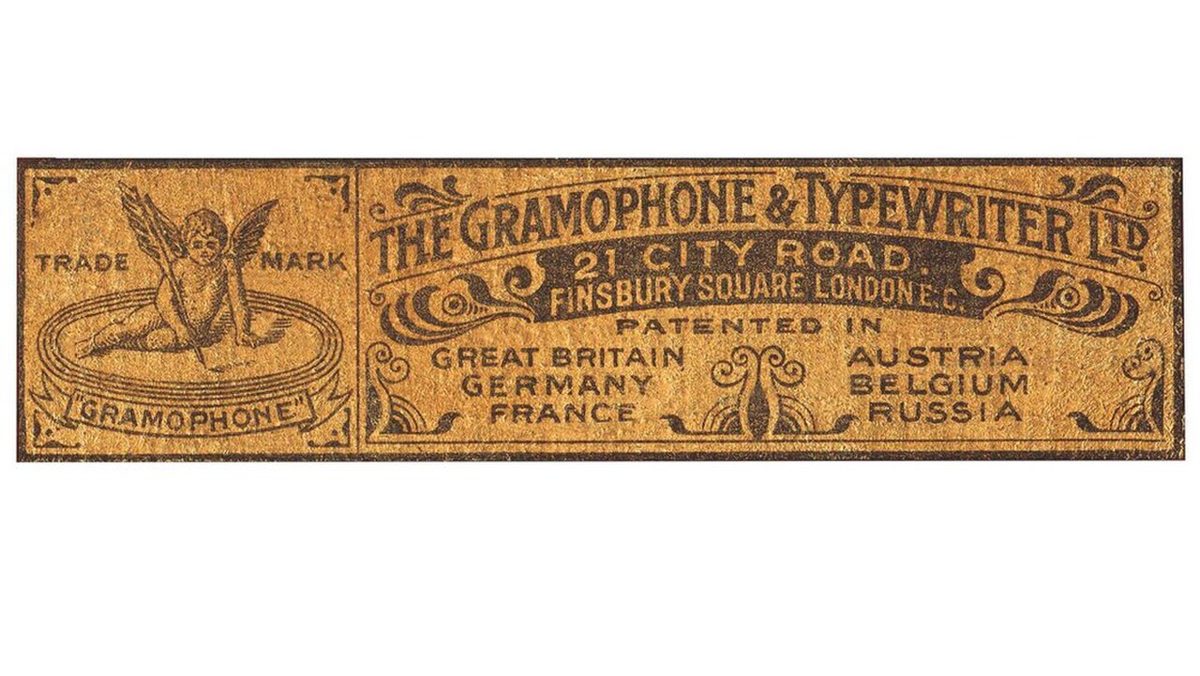 TRADE MARK
"GRAMOPHONE"
THE GRAMOPHONE & TYPEWRITER LTD.
21 CITY ROAD.
FINSBURY SQUARE LONDON E.C.
PATENTED IN
GREAT BRITAIN
GERMANY
FRANCE
AUSTRIA
BELGIUM
RUSSIA